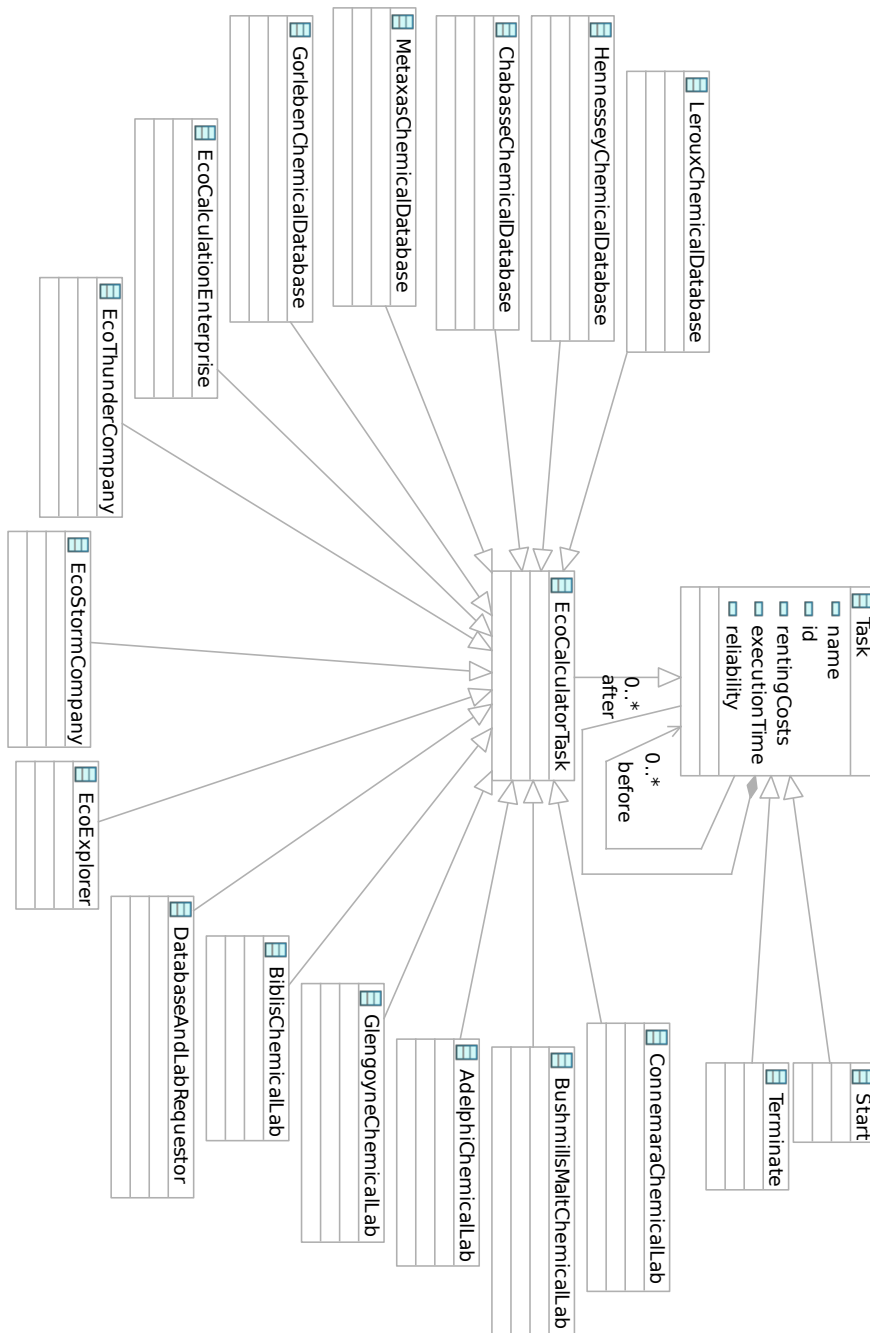 Task
name
id
rentingCosts
executionTime
reliability
Start
Terminate
0..*
before
0..*
after
EcoCalculatorTask
LerouxChemicalDatabase
HennesseyChemicalDatabase
ChabasseChemicalDatabase
MetaxasChemicalDatabase
GorlebenChemicalDatabase
EcoCalculationEnterprise
EcoThunderCompany
EcoStormCompany
EcoExplorer
DatabaseAndLabRequestor
BiblisChemicalLab
GlengoyneChemicalLab
AdelphiChemicalLab
BushmillsMaltChemicalLab
ConnemaraChemicalLab